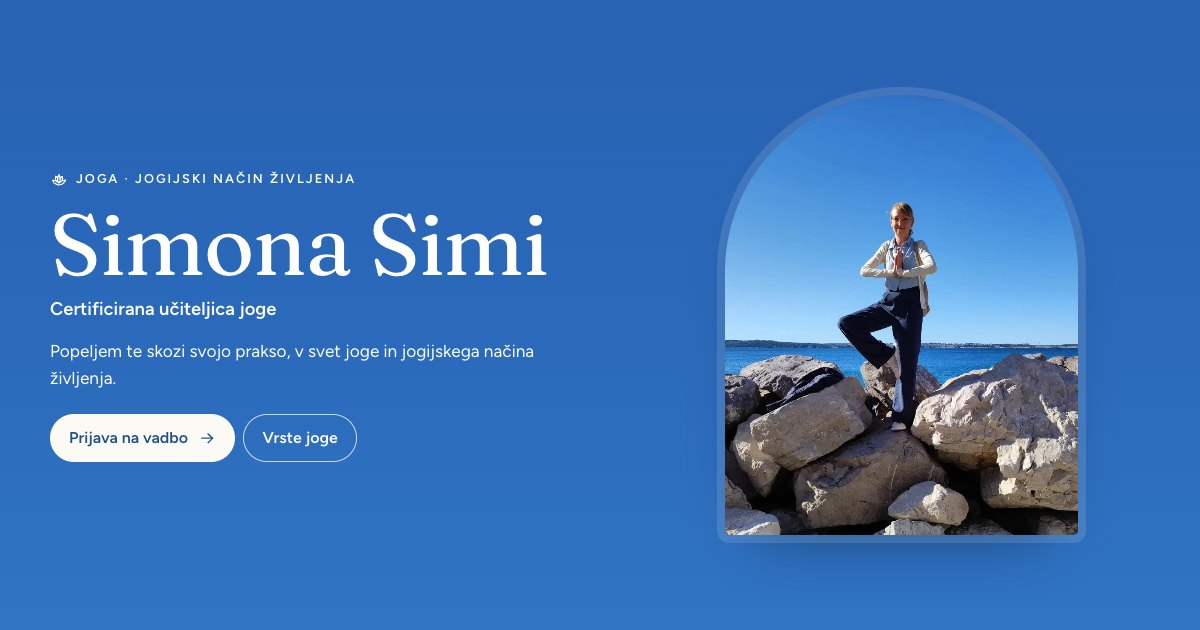 JOGA · JOGIJSKI NAČIN ŽIVLJENJA
Simona Simi
Certificirana učiteljica joge
Popeljem te skozi svojo prakso, v svet joge in jogijskega načina
življenja.
Prijava na vadbo →
Vrste joge